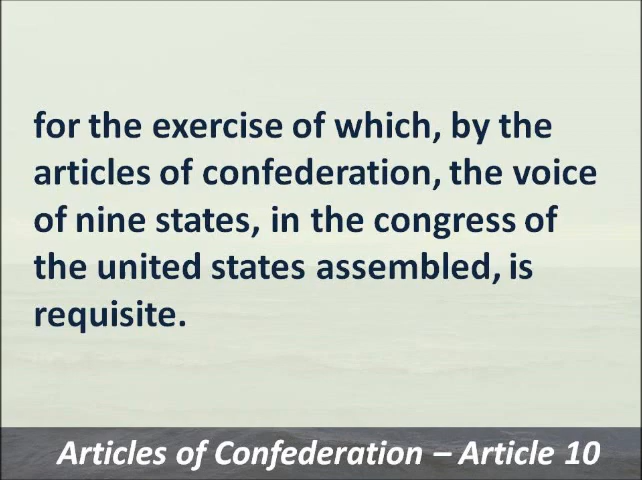 for the exercise of which, by the
articles of confederation, the voice
of nine states, in the congress of
the united states assembled, is
requisite.
Articles of Confederation – Article 10